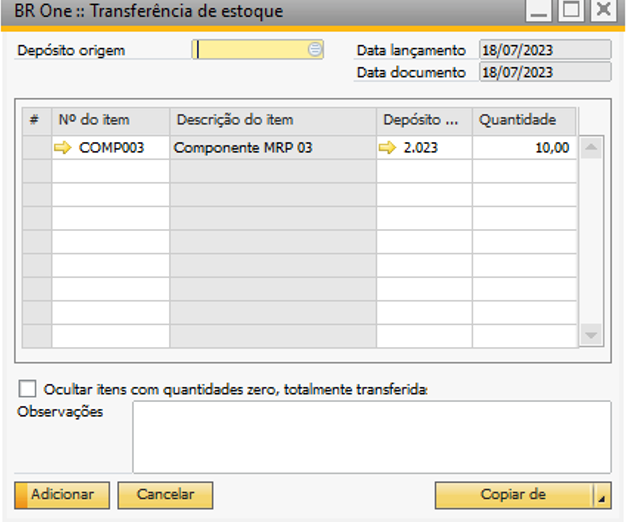 BR One :: Transferência de estoque
Depósito origem
Data lançamento 18/07/2023
Data documento 18/07/2023
# Nº do item Descrição do item Depósito ... Quantidade
COMP003 Componente MRP 03 2.023 10,00
Ocultar itens com quantidades zero, totalmente transferida
Observações
Adicionar Cancelar Copiar de